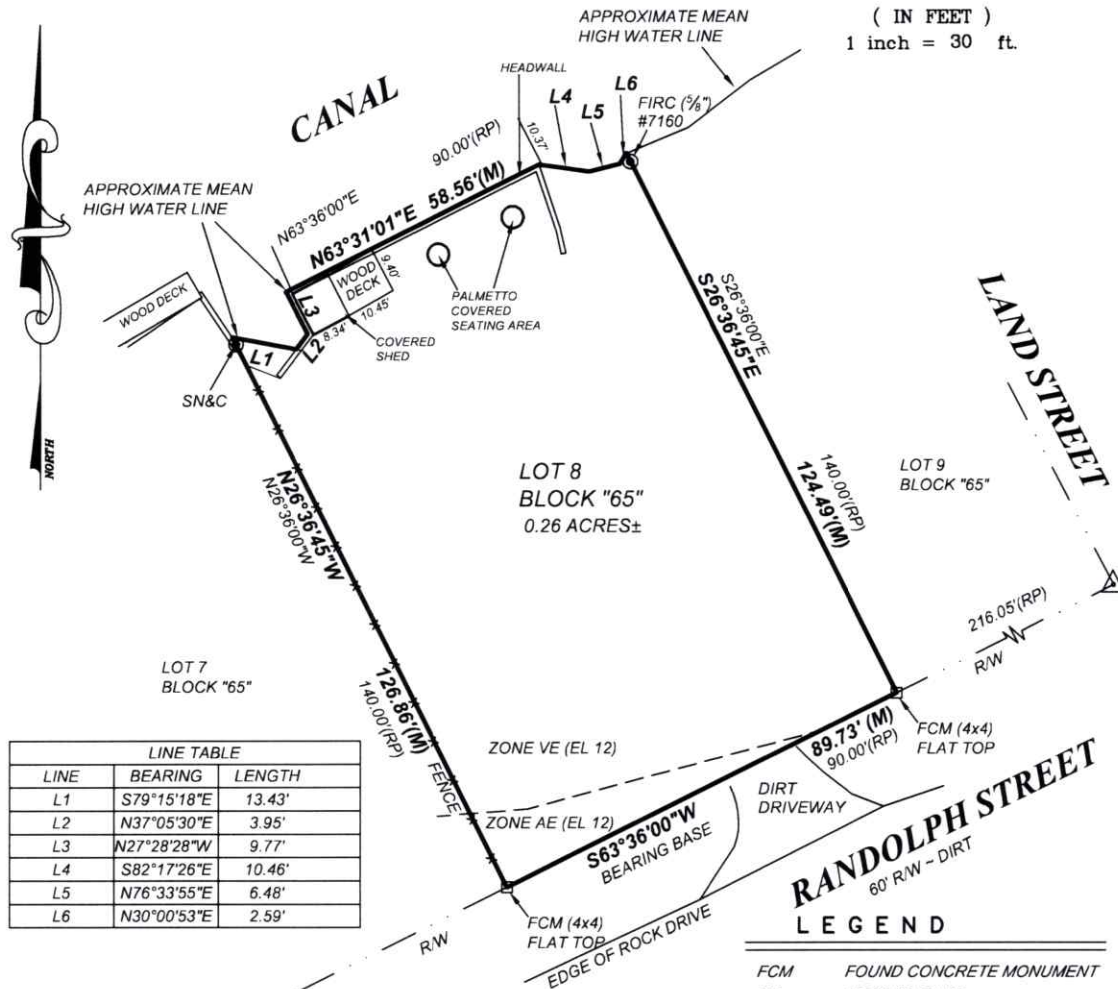 ( IN FEET )
1 inch = 30 ft.
APPROXIMATE MEAN
HIGH WATER LINE
HEADWALL
L4
L5
L6
FIRC (⅝")
#7160
CANAL
90.00'(RP)
10.37'
APPROXIMATE MEAN
HIGH WATER LINE
N63°36'00"E
N63°31'01"E 58.56'(M)
WOOD DECK
WOOD
DECK
9.40'
L3
L2
8.34'
10.45'
PALMETTO
COVERED
SEATING AREA
COVERED
SHED
L1
SN&C
NORTH
S26°36'00"E
S26°36'45"E
LAND STREET
LOT 8
BLOCK "65"
0.26 ACRES±
140.00'(RP)
124.49'(M)
LOT 9
BLOCK "65"
N26°36'45"W
N26°36'00"W
216.05'(RP)
R/W
LOT 7
BLOCK "65"
126.86'(M)
140.00'(RP)
FENCE
ZONE VE (EL 12)
ZONE AE (EL 12)
89.73' (M)
90.00'(RP)
FCM (4x4)
FLAT TOP
DIRT
DRIVEWAY
S63°36'00"W
BEARING BASE
RANDOLPH STREET
60' R/W ~ DIRT
FCM (4x4)
FLAT TOP
R/W
EDGE OF ROCK DRIVE
LINE TABLE
LINE BEARING LENGTH
L1 S79°15'18"E 13.43'
L2 N37°05'30"E 3.95'
L3 N27°28'28"W 9.77'
L4 S82°17'26"E 10.46'
L5 N76°33'55"E 6.48'
L6 N30°00'53"E 2.59'
LEGEND
FCM FOUND CONCRETE MONUMENT